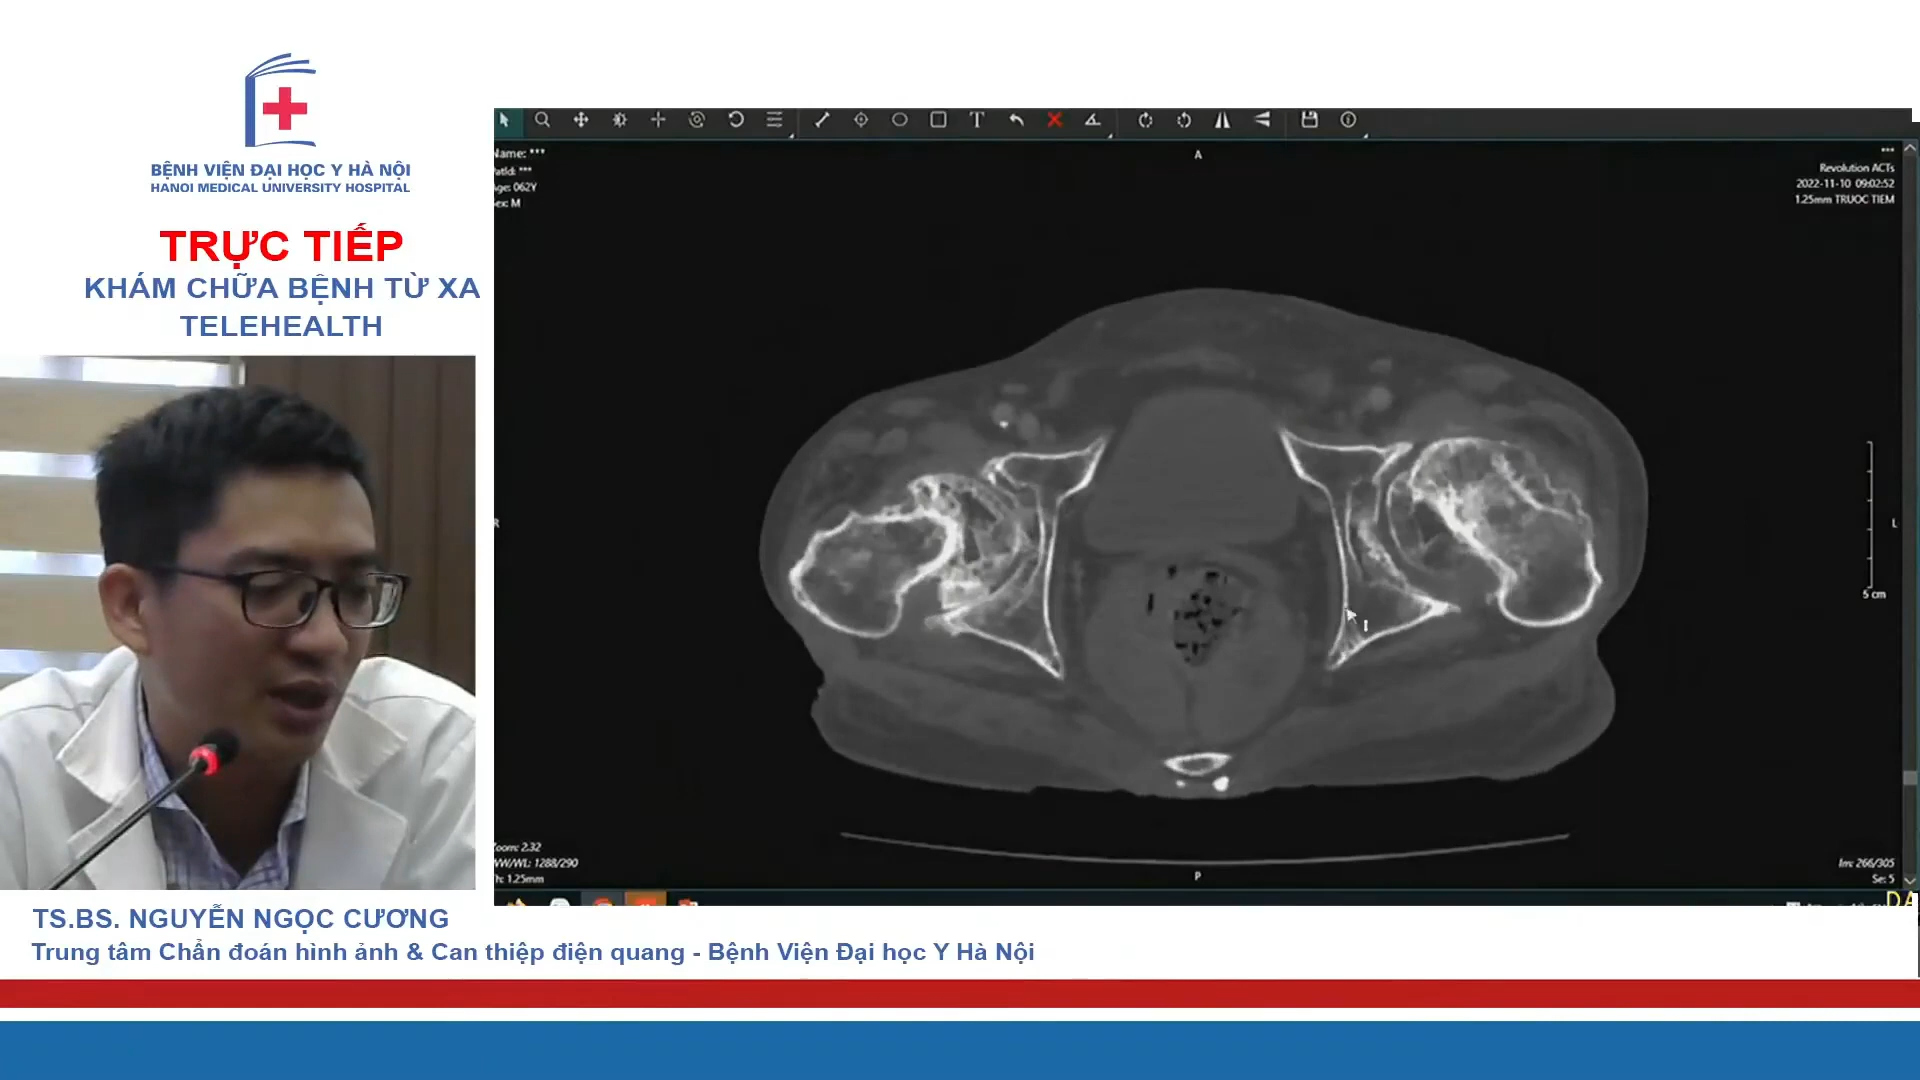 BỆNH VIỆN ĐẠI HỌC Y HÀ NỘI
HANOI MEDICAL UNIVERSITY HOSPITAL
TRỰC TIẾP
KHÁM CHỮA BỆNH TỪ XA
TELEHEALTH
Name: ***
PatId: ***
Age: 062Y
Sex: M
A
Revolution ACTs
2022-11-10 09:02:52
1.25mm TRUOC TIEM
R
L
5 cm
Zoom: 2.32
WW/WL: 1288/290
Th: 1.25mm
P
Im: 266/305
Se: 5
DA
TS.BS. NGUYỄN NGỌC CƯƠNG
Trung tâm Chẩn đoán hình ảnh & Can thiệp điện quang - Bệnh Viện Đại học Y Hà Nội